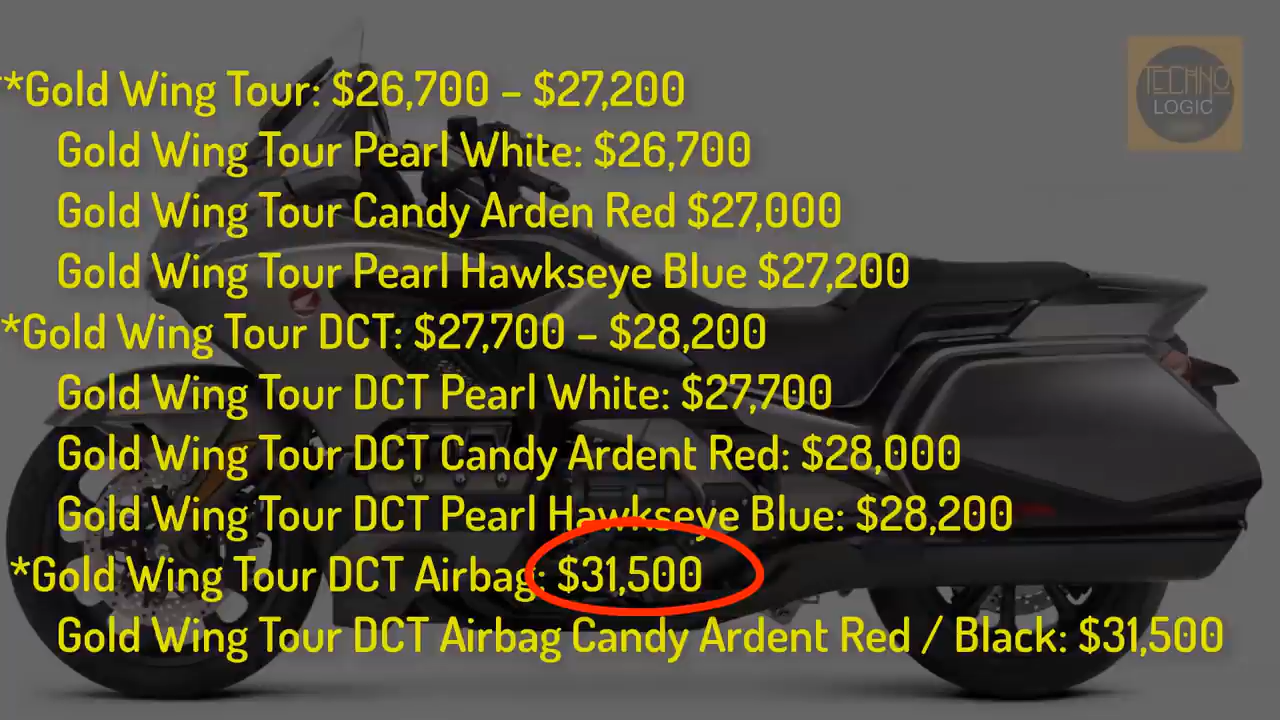 **Gold Wing Tour: $26,700 – $27,200
Gold Wing Tour Pearl White: $26,700
Gold Wing Tour Candy Arden Red $27,000
Gold Wing Tour Pearl Hawkseye Blue $27,200
*Gold Wing Tour DCT: $27,700 – $28,200
Gold Wing Tour DCT Pearl White: $27,700
Gold Wing Tour DCT Candy Ardent Red: $28,000
Gold Wing Tour DCT Pearl Hawkseye Blue: $28,200
*Gold Wing Tour DCT Airbag: $31,500
Gold Wing Tour DCT Airbag Candy Ardent Red / Black: $31,500
TECHNO
LOGIC